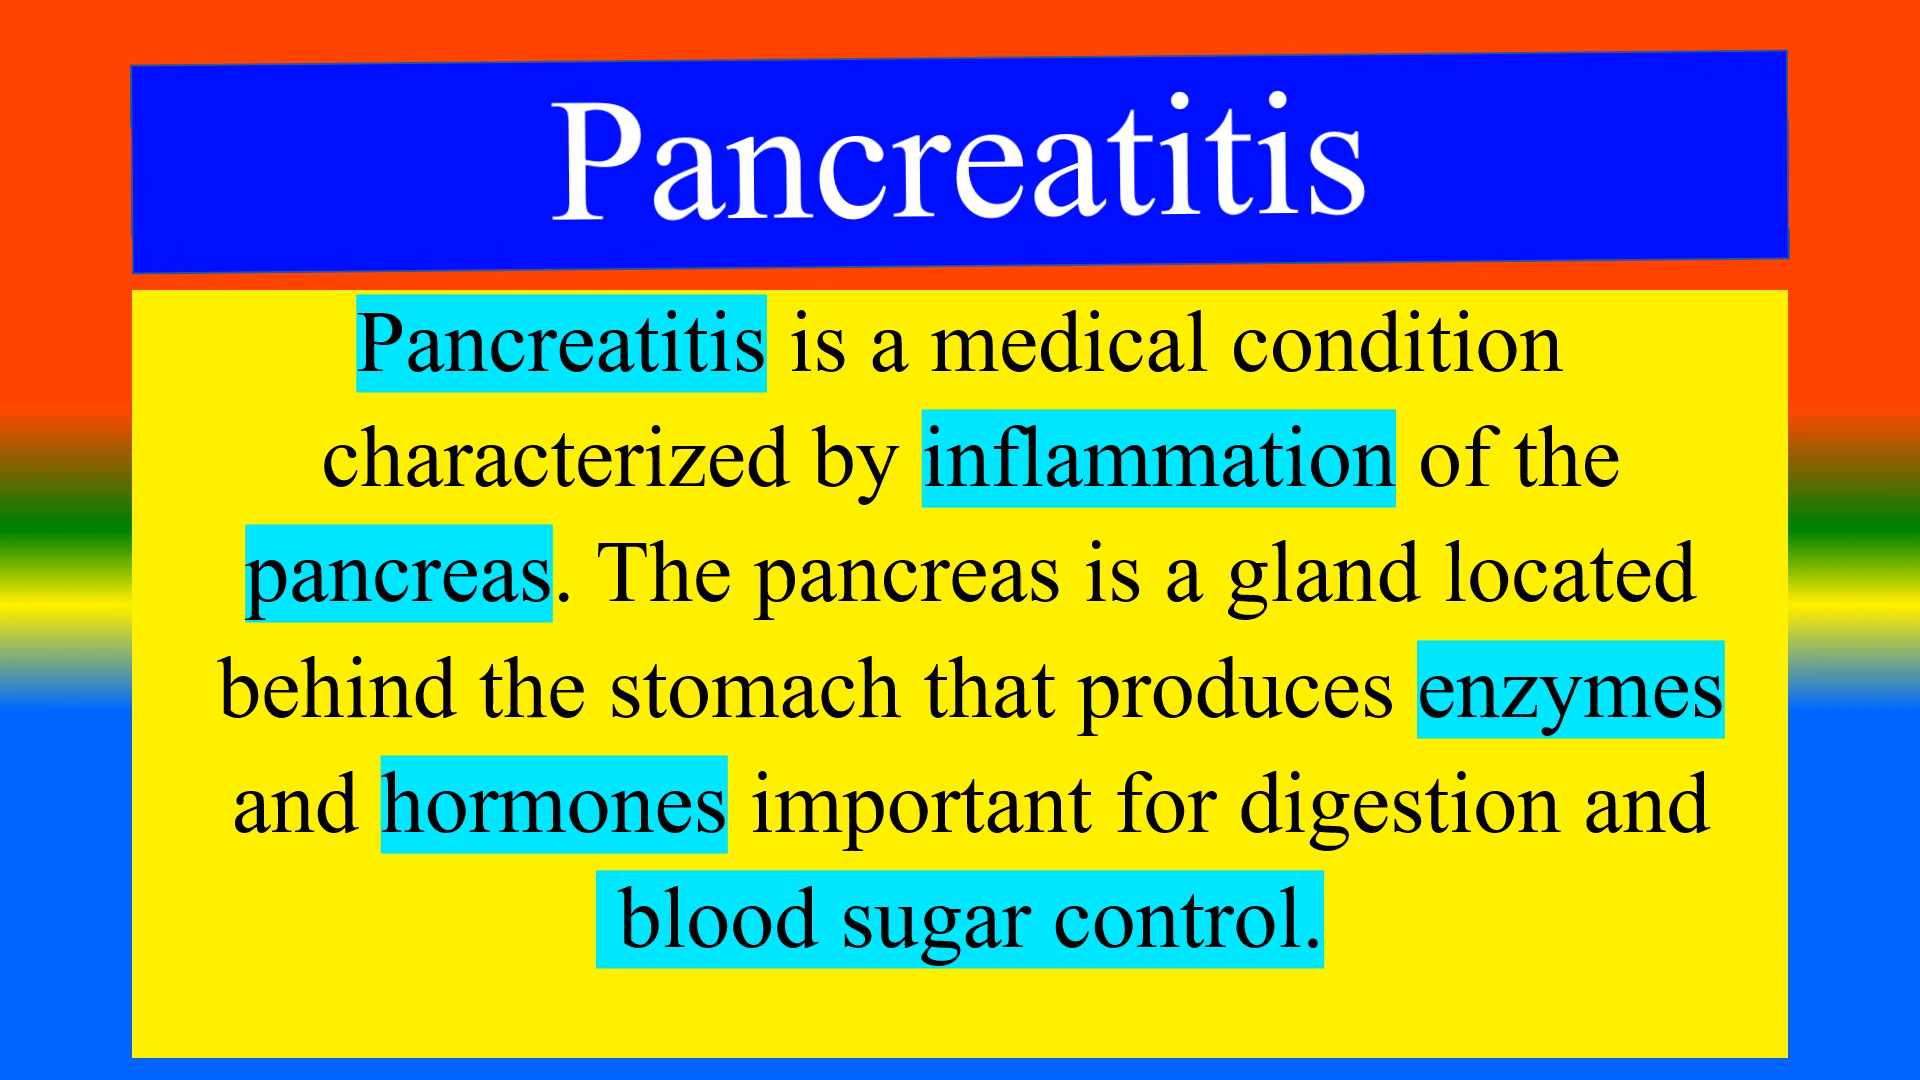 Pancreatitis
Pancreatitis is a medical condition
characterized by inflammation of the
pancreas. The pancreas is a gland located
behind the stomach that produces enzymes
and hormones important for digestion and
blood sugar control.